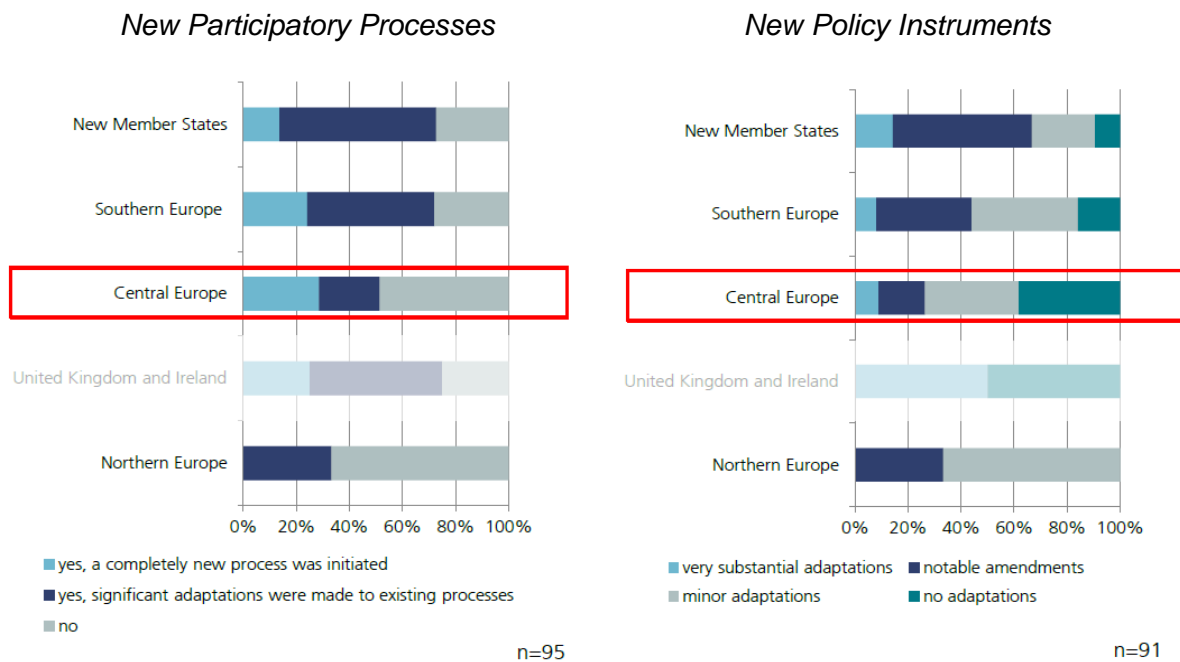 New Participatory Processes
New Member States
Southern Europe
Central Europe
United Kingdom and Ireland
Northern Europe
0% 20% 40% 60% 80% 100%
yes, a completely new process was initiated
yes, significant adaptations were made to existing processes
no
n=95
New Policy Instruments
New Member States
Southern Europe
Central Europe
United Kingdom and Ireland
Northern Europe
0% 20% 40% 60% 80% 100%
very substantial adaptations notable amendments
minor adaptations no adaptations
n=91